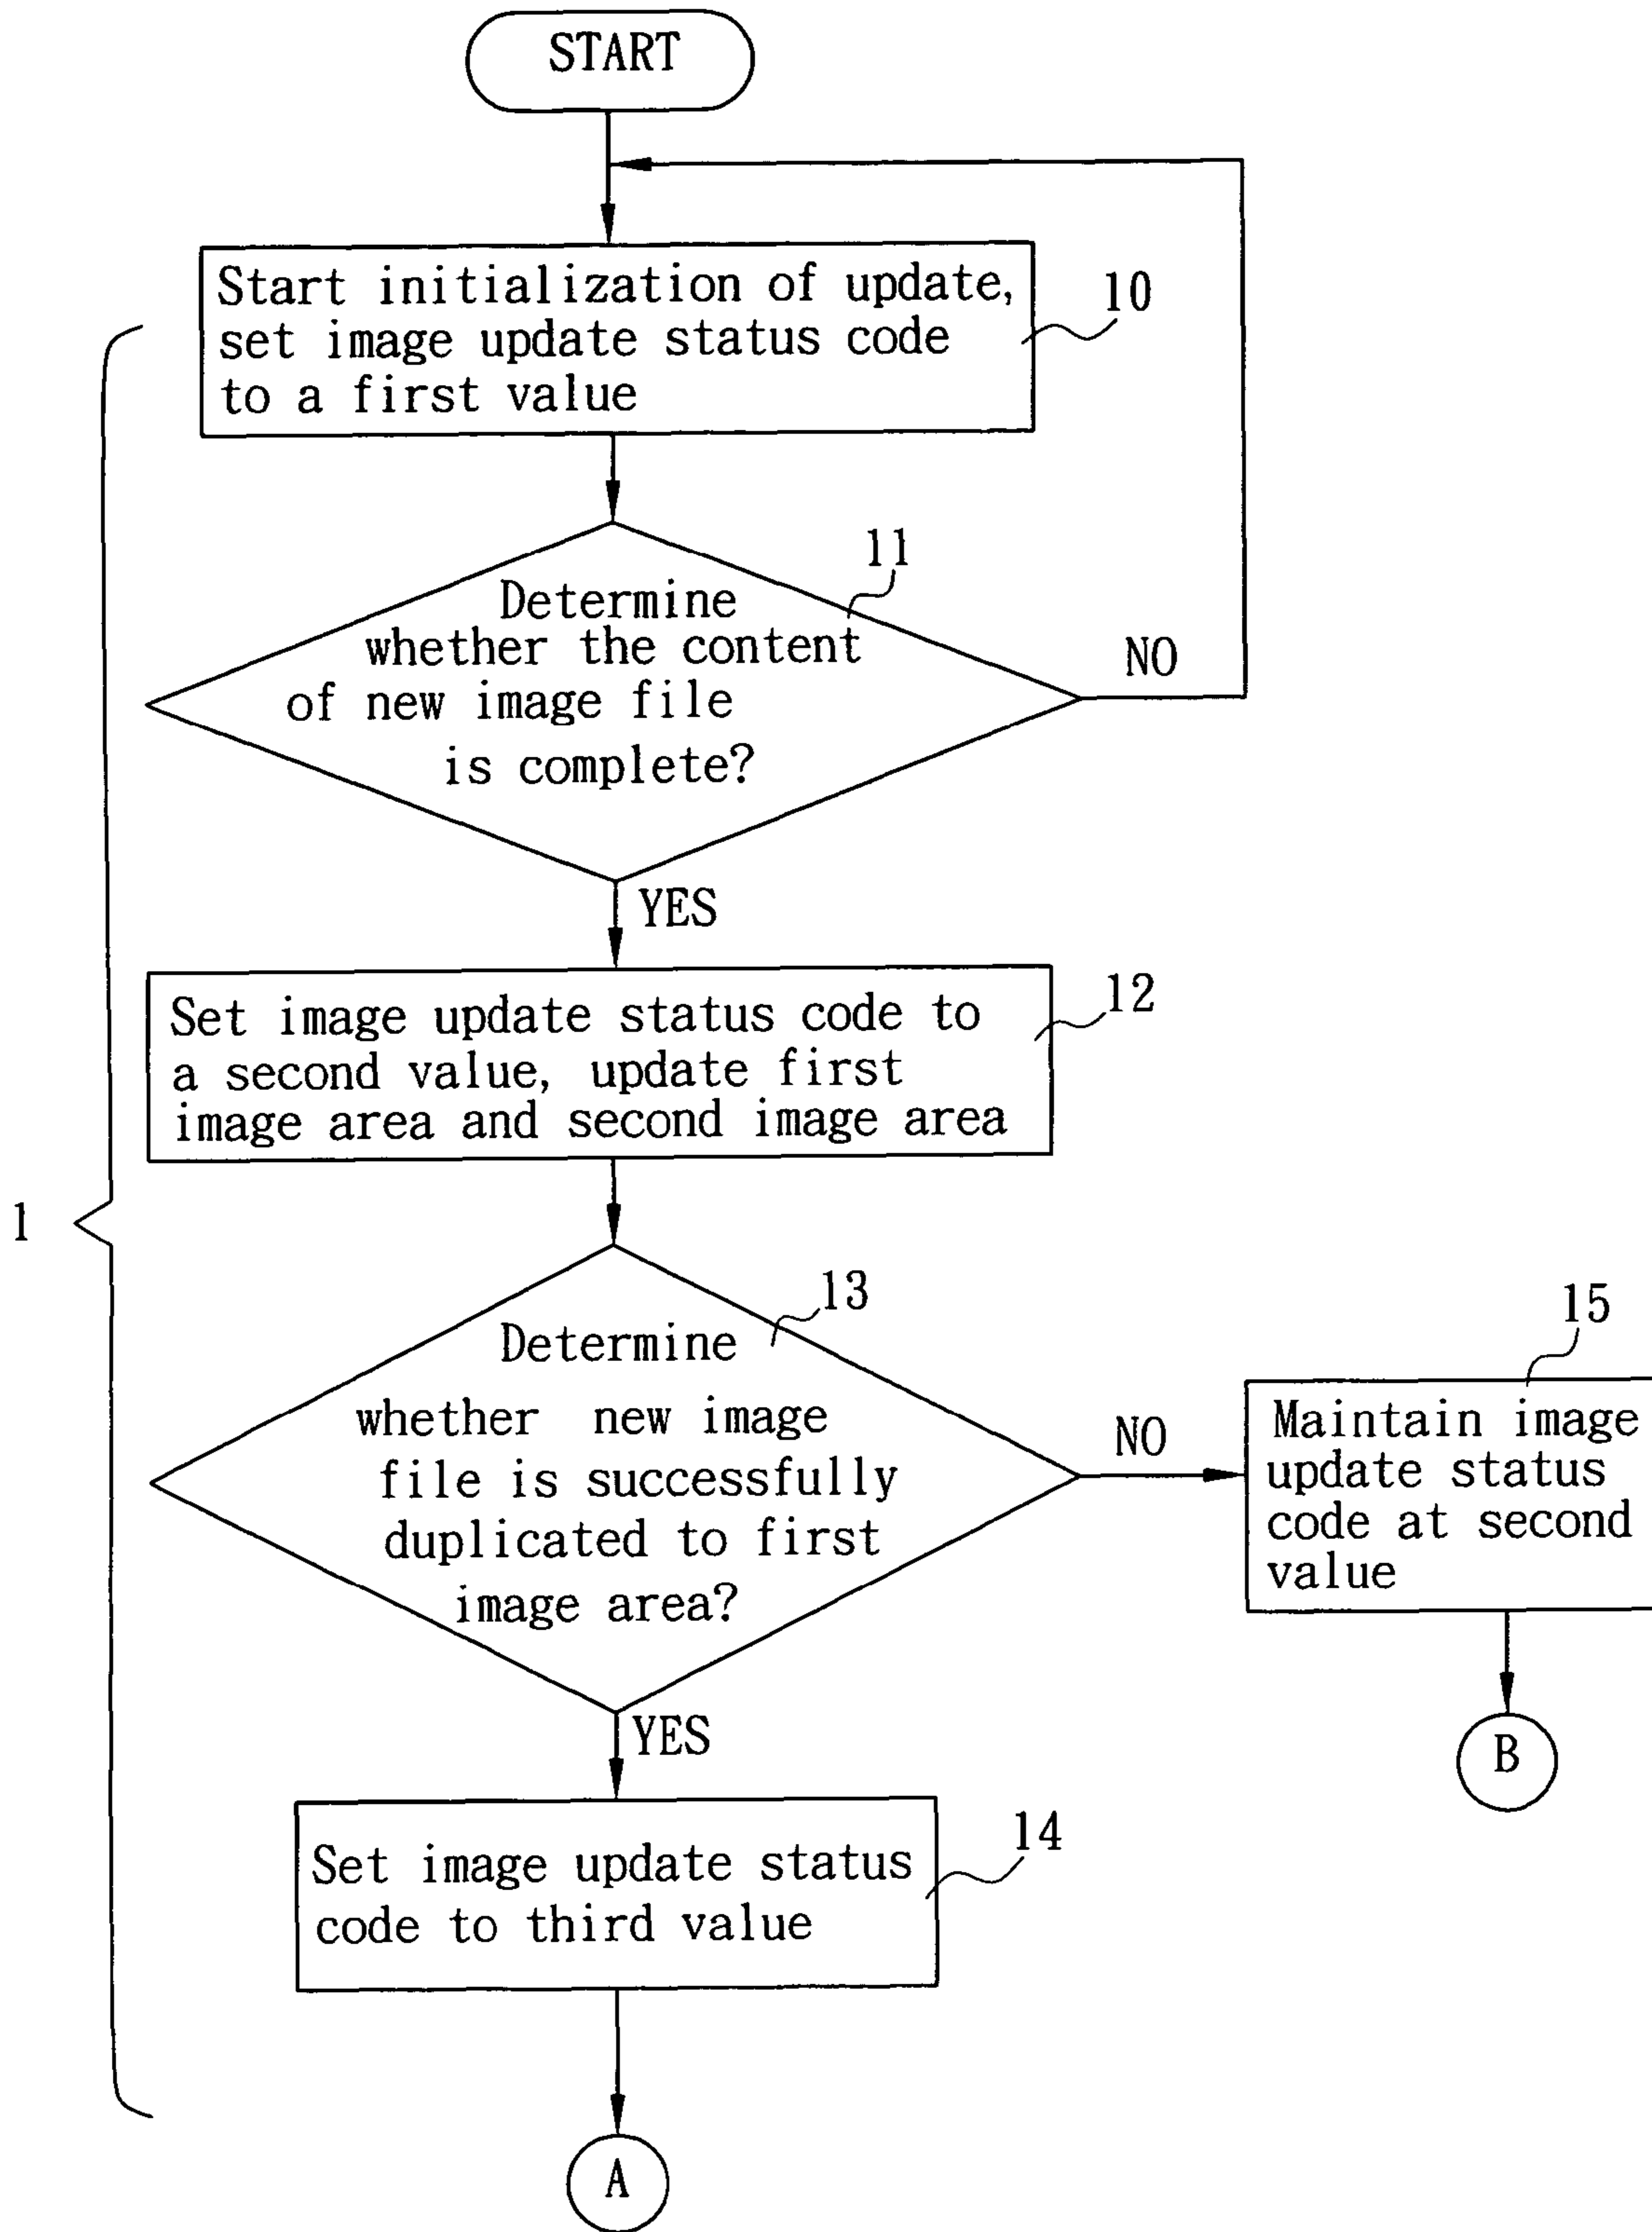 START
Start initialization of update,
set image update status code
to a first value
10
11
Determine
whether the content
of new image file
is complete?
NO
YES
Set image update status code to
a second value, update first
image area and second image area
12
1
13
Determine
whether new image
file is successfully
duplicated to first
image area?
NO
15
Maintain image
update status
code at second
value
B
YES
Set image update status
code to third value
14
A